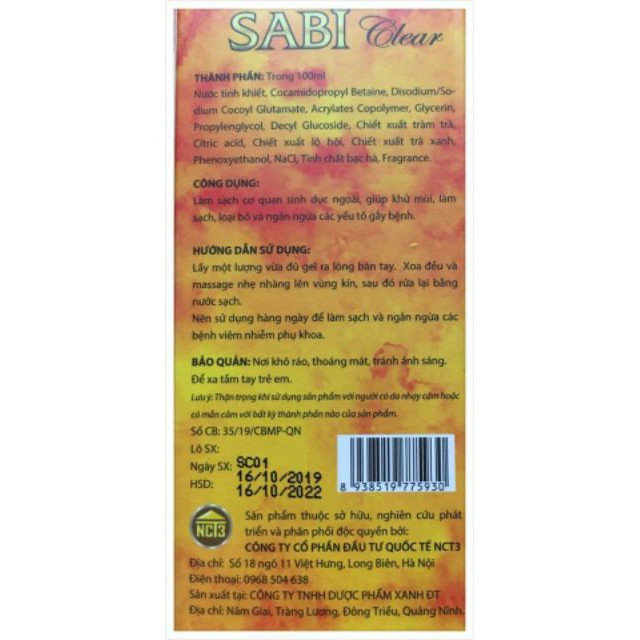 SABI Clear
THÀNH PHẦN: Trong 100ml
Nước tinh khiết, Cocamidopropyl Betaine, Disodium/So-
dium Cocoyl Glutamate, Acrylates Copolymer, Glycerin,
Propylenglycol, Decyl Glucoside, Chiết xuất tràm trà,
Citric acid, Chiết xuất lô hội, Chiết xuất trà xanh,
Phenoxyethanol, NaCl, Tinh chất bạc hà, Fragrance.
CÔNG DỤNG:
Làm sạch cơ quan sinh dục ngoài, giúp khử mùi, làm
sạch, loại bỏ và ngăn ngừa các yếu tố gây bệnh.
HƯỚNG DẪN SỬ DỤNG:
Lấy một lượng vừa đủ gel ra lòng bàn tay. Xoa đều và
massage nhẹ nhàng lên vùng kín, sau đó rửa lại bằng
nước sạch.
Nên sử dụng hàng ngày để làm sạch và ngăn ngừa các
bệnh viêm nhiễm phụ khoa.
BẢO QUẢN: Nơi khô ráo, thoáng mát, tránh ánh sáng.
Để xa tầm tay trẻ em.
Lưu ý: Thận trọng khi sử dụng sản phẩm với người có da nhạy cảm hoặc
có mẫn cảm với bất kỳ thành phần nào của sản phẩm.
Số CB: 35/19/CBMP-QN
Lô SX: SC01
Ngày SX: 16/10/2019
HSD: 16/10/2022
8 938519 775930
NCT3
Sản phẩm thuộc sở hữu, nghiên cứu phát
triển và phân phối độc quyền bởi:
CÔNG TY CỔ PHẦN ĐẦU TƯ QUỐC TẾ NCT3
Địa chỉ: Số 18 ngõ 11 Việt Hưng, Long Biên, Hà Nội
Điện thoại: 0968 504 638
Sản xuất tại: CÔNG TY TNHH DƯỢC PHẨM XANH ĐT
Địa chỉ: Năm Giai, Tràng Lương, Đông Triều, Quảng Ninh.